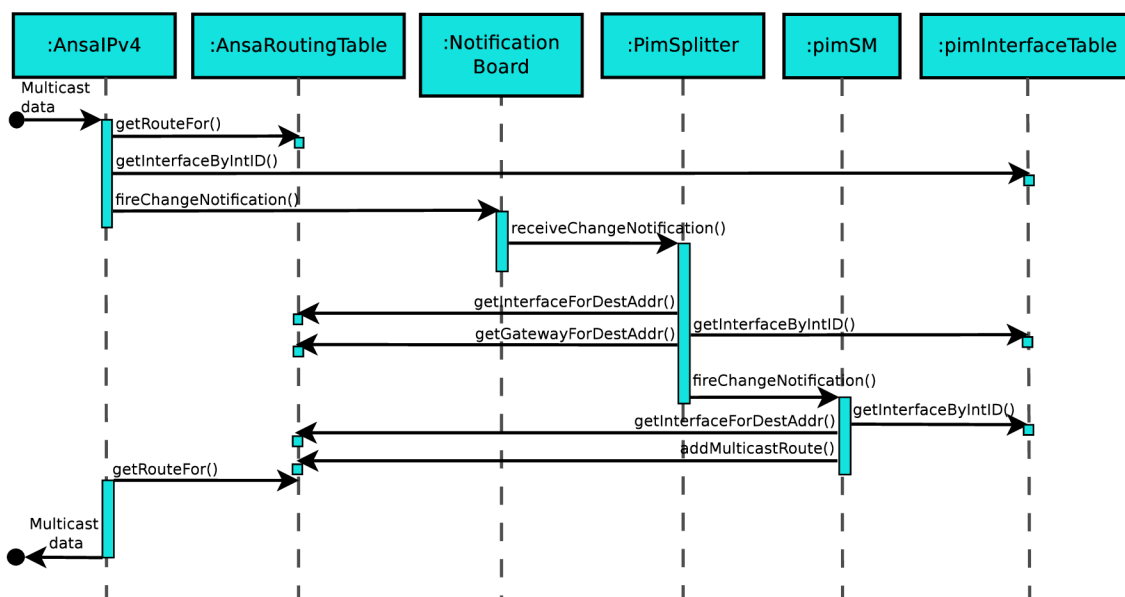 :AnsaIPv4
:AnsaRoutingTable
:Notification
Board
:PimSplitter
:pimSM
:pimInterfaceTable
Multicast
data
getRouteFor()
getInterfaceByIntID()
fireChangeNotification()
receiveChangeNotification()
getInterfaceForDestAddr()
getInterfaceByIntID()
getGatewayForDestAddr()
fireChangeNotification()
getInterfaceByIntID()
getInterfaceForDestAddr()
addMulticastRoute()
getRouteFor()
Multicast
data